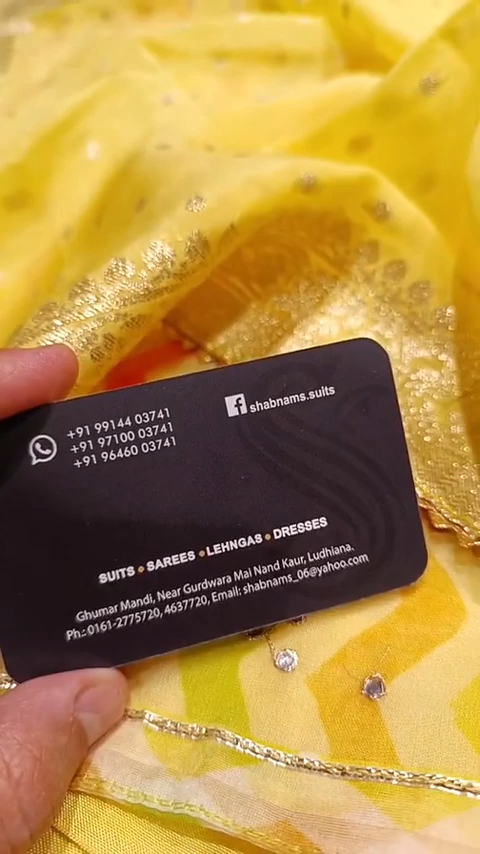 +91 99144 03741
+91 97100 03741
+91 96460 03741
shabnams.suits
SUITS • SAREES • LEHNGAS • DRESSES
Ghumar Mandi, Near Gurdwara Mai Nand Kaur, Ludhiana.
Ph.: 0161-2775720, 4637720, Email: shabnams_06@yahoo.com